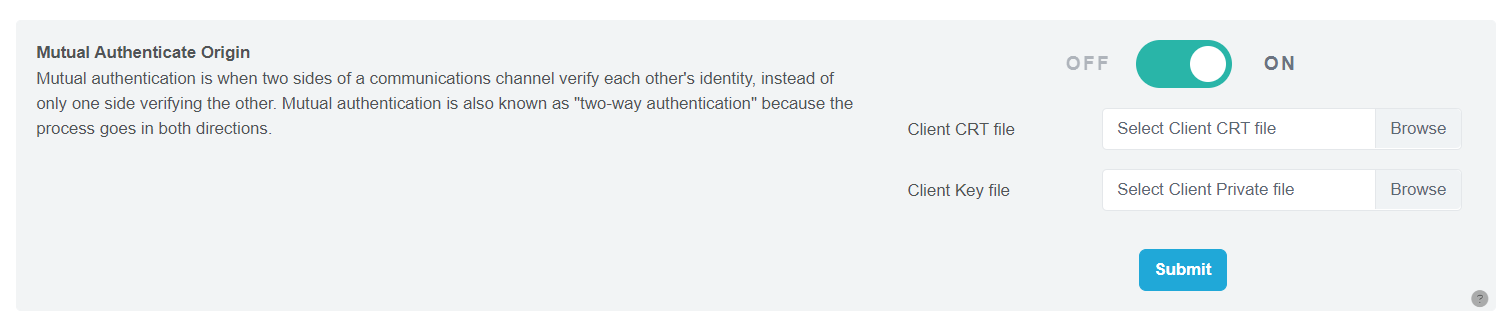 Mutual Authenticate Origin
Mutual authentication is when two sides of a communications channel verify each other's identity, instead of
only one side verifying the other. Mutual authentication is also known as "two-way authentication" because the
process goes in both directions.
OFF ON
Client CRT file Select Client CRT file Browse
Client Key file Select Client Private file Browse
Submit
?